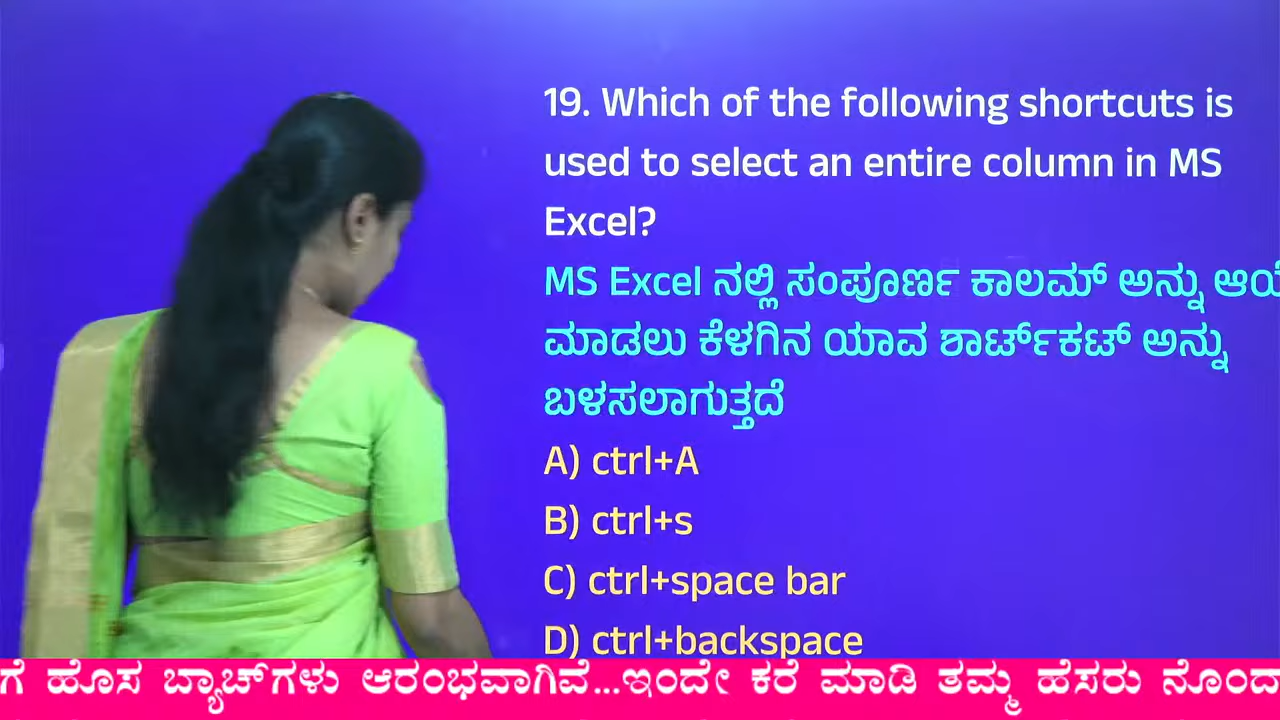 19. Which of the following shortcuts is
used to select an entire column in MS
Excel?
MS Excel ನಲ್ಲಿ ಸಂಪೂರ್ಣ ಕಾಲಮ್ ಅನ್ನು
ಮಾಡಲು ಕೆಳಗಿನ ಯಾವ ಶಾರ್ಟ್‌ಕಟ್ ಅನ್ನು
ಬಳಸಲಾಗುತ್ತದೆ
A) ctrl+A
B) ctrl+s
C) ctrl+space bar
D) ctrl+backspace
ಗೆ ಹೊಸ ಬ್ಯಾಚ್‌ಗಳು ಆರಂಭವಾಗಿವೆ...ಇಂದೇ ಕರೆ ಮಾಡಿ ತಮ್ಮ ಹೆಸರು